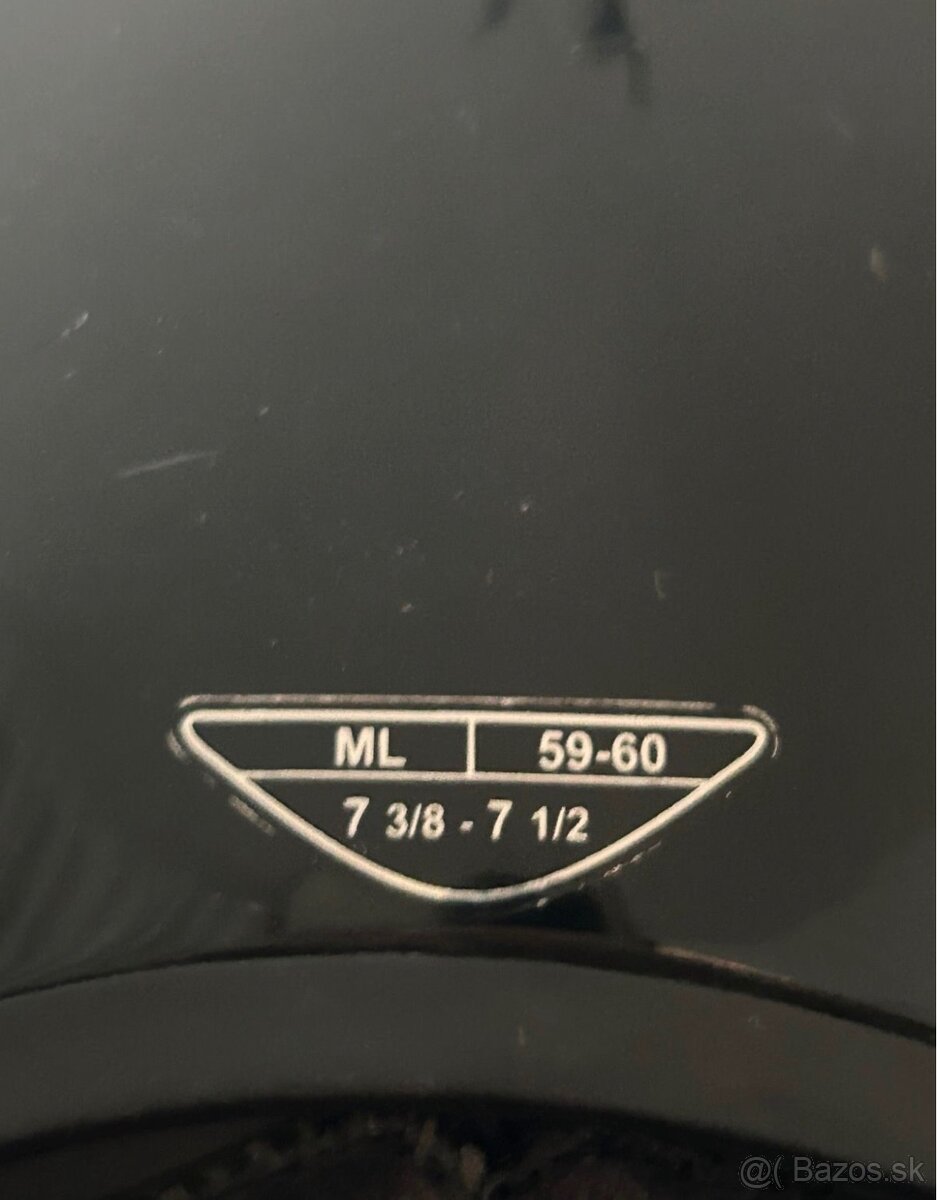 ML 59-60
7 3/8 - 7 1/2
@( Bazos.sk